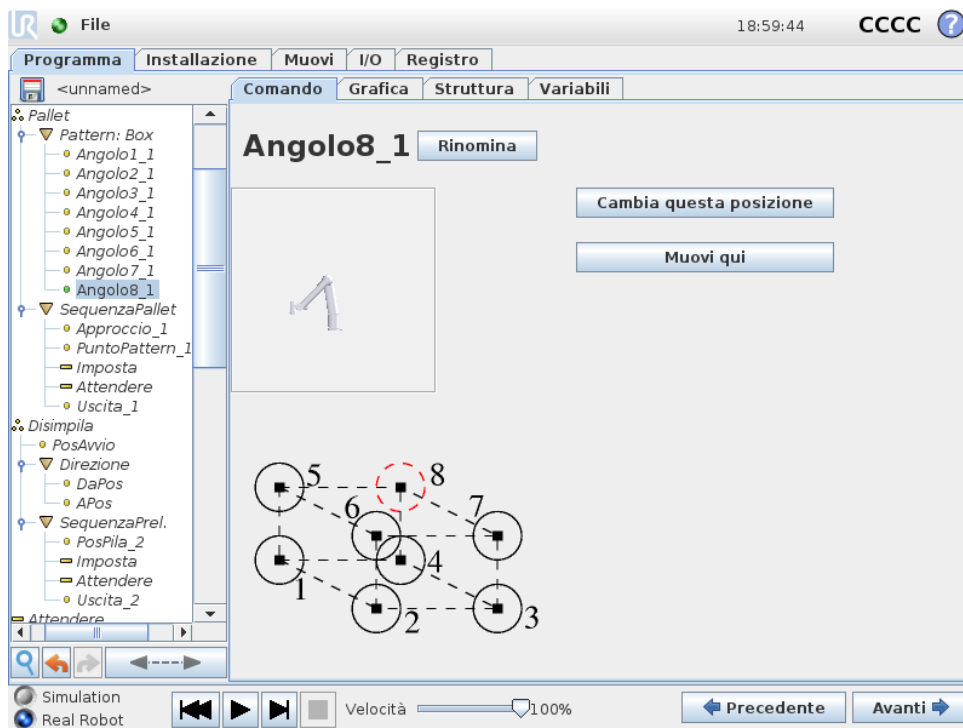 UR File 18:59:44 CCCC ?
Programma Installazione Muovi I/O Registro
<unnamed> Comando Grafica Struttura Variabili
Pallet
Pattern: Box
Angolo1_1
Angolo2_1
Angolo3_1
Angolo4_1
Angolo5_1
Angolo6_1
Angolo7_1
Angolo8_1
SequenzaPallet
Approccio_1
PuntoPattern_1
Imposta
Attendere
Uscita_1
Disimpila
PosAvvio
Direzione
DaPos
APos
SequenzaPrel.
PosPila_2
Imposta
Attendere
Uscita_2
Attendere
Angolo8_1 Rinomina
Cambia questa posizione
Muovi qui
5 8
6 7
1 4
2 3
Simulation
Real Robot
Velocità 100%
Precedente Avanti